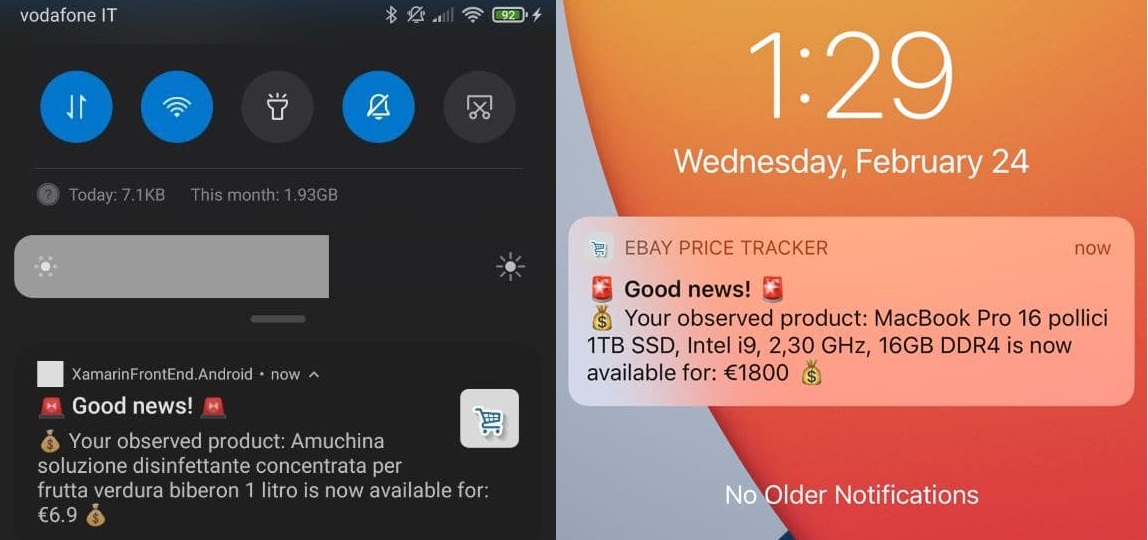 vodafone IT
92
Today: 7.1KB This month: 1.93GB
XamarinFrontEnd.Android • now
🚨 Good news! 🚨
💰 Your observed product: Amuchina
soluzione disinfettante concentrata per
frutta verdura biberon 1 litro is now available for:
€6.9 💰
1:29
Wednesday, February 24
EBAY PRICE TRACKER now
🚨 Good news! 🚨
💰 Your observed product: MacBook Pro 16 pollici
1TB SSD, Intel i9, 2,30 GHz, 16GB DDR4 is now
available for: €1800 💰
No Older Notifications